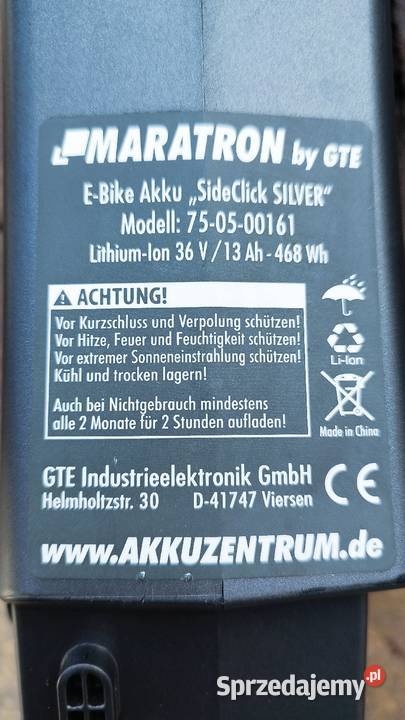 MARATRON by GTE
E-Bike Akku „SideClick SILVER"
Modell: 75-05-00161
Lithium-Ion 36 V / 13 Ah - 468 Wh
ACHTUNG!
Vor Kurzschluss und Verpolung schützen!
Vor Hitze, Feuer und Feuchtigkeit schützen!
Vor extremer Sonneneinstrahlung schützen!
Kühl und trocken lagern!
Auch bei Nichtgebrauch mindestens
alle 2 Monate für 2 Stunden aufladen!
Li-Ion
Made in China
GTE Industrieelektronik GmbH
Helmholtzstr. 30 D-41747 Viersen
CE
www.AKKUZENTRUM.de
Sprzedajemy.pl